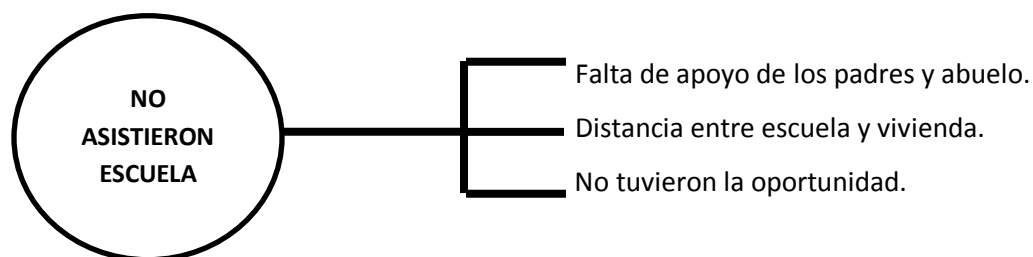 NO
ASISTIERON
ESCUELA
Falta de apoyo de los padres y abuelo.
Distancia entre escuela y vivienda.
No tuvieron la oportunidad.